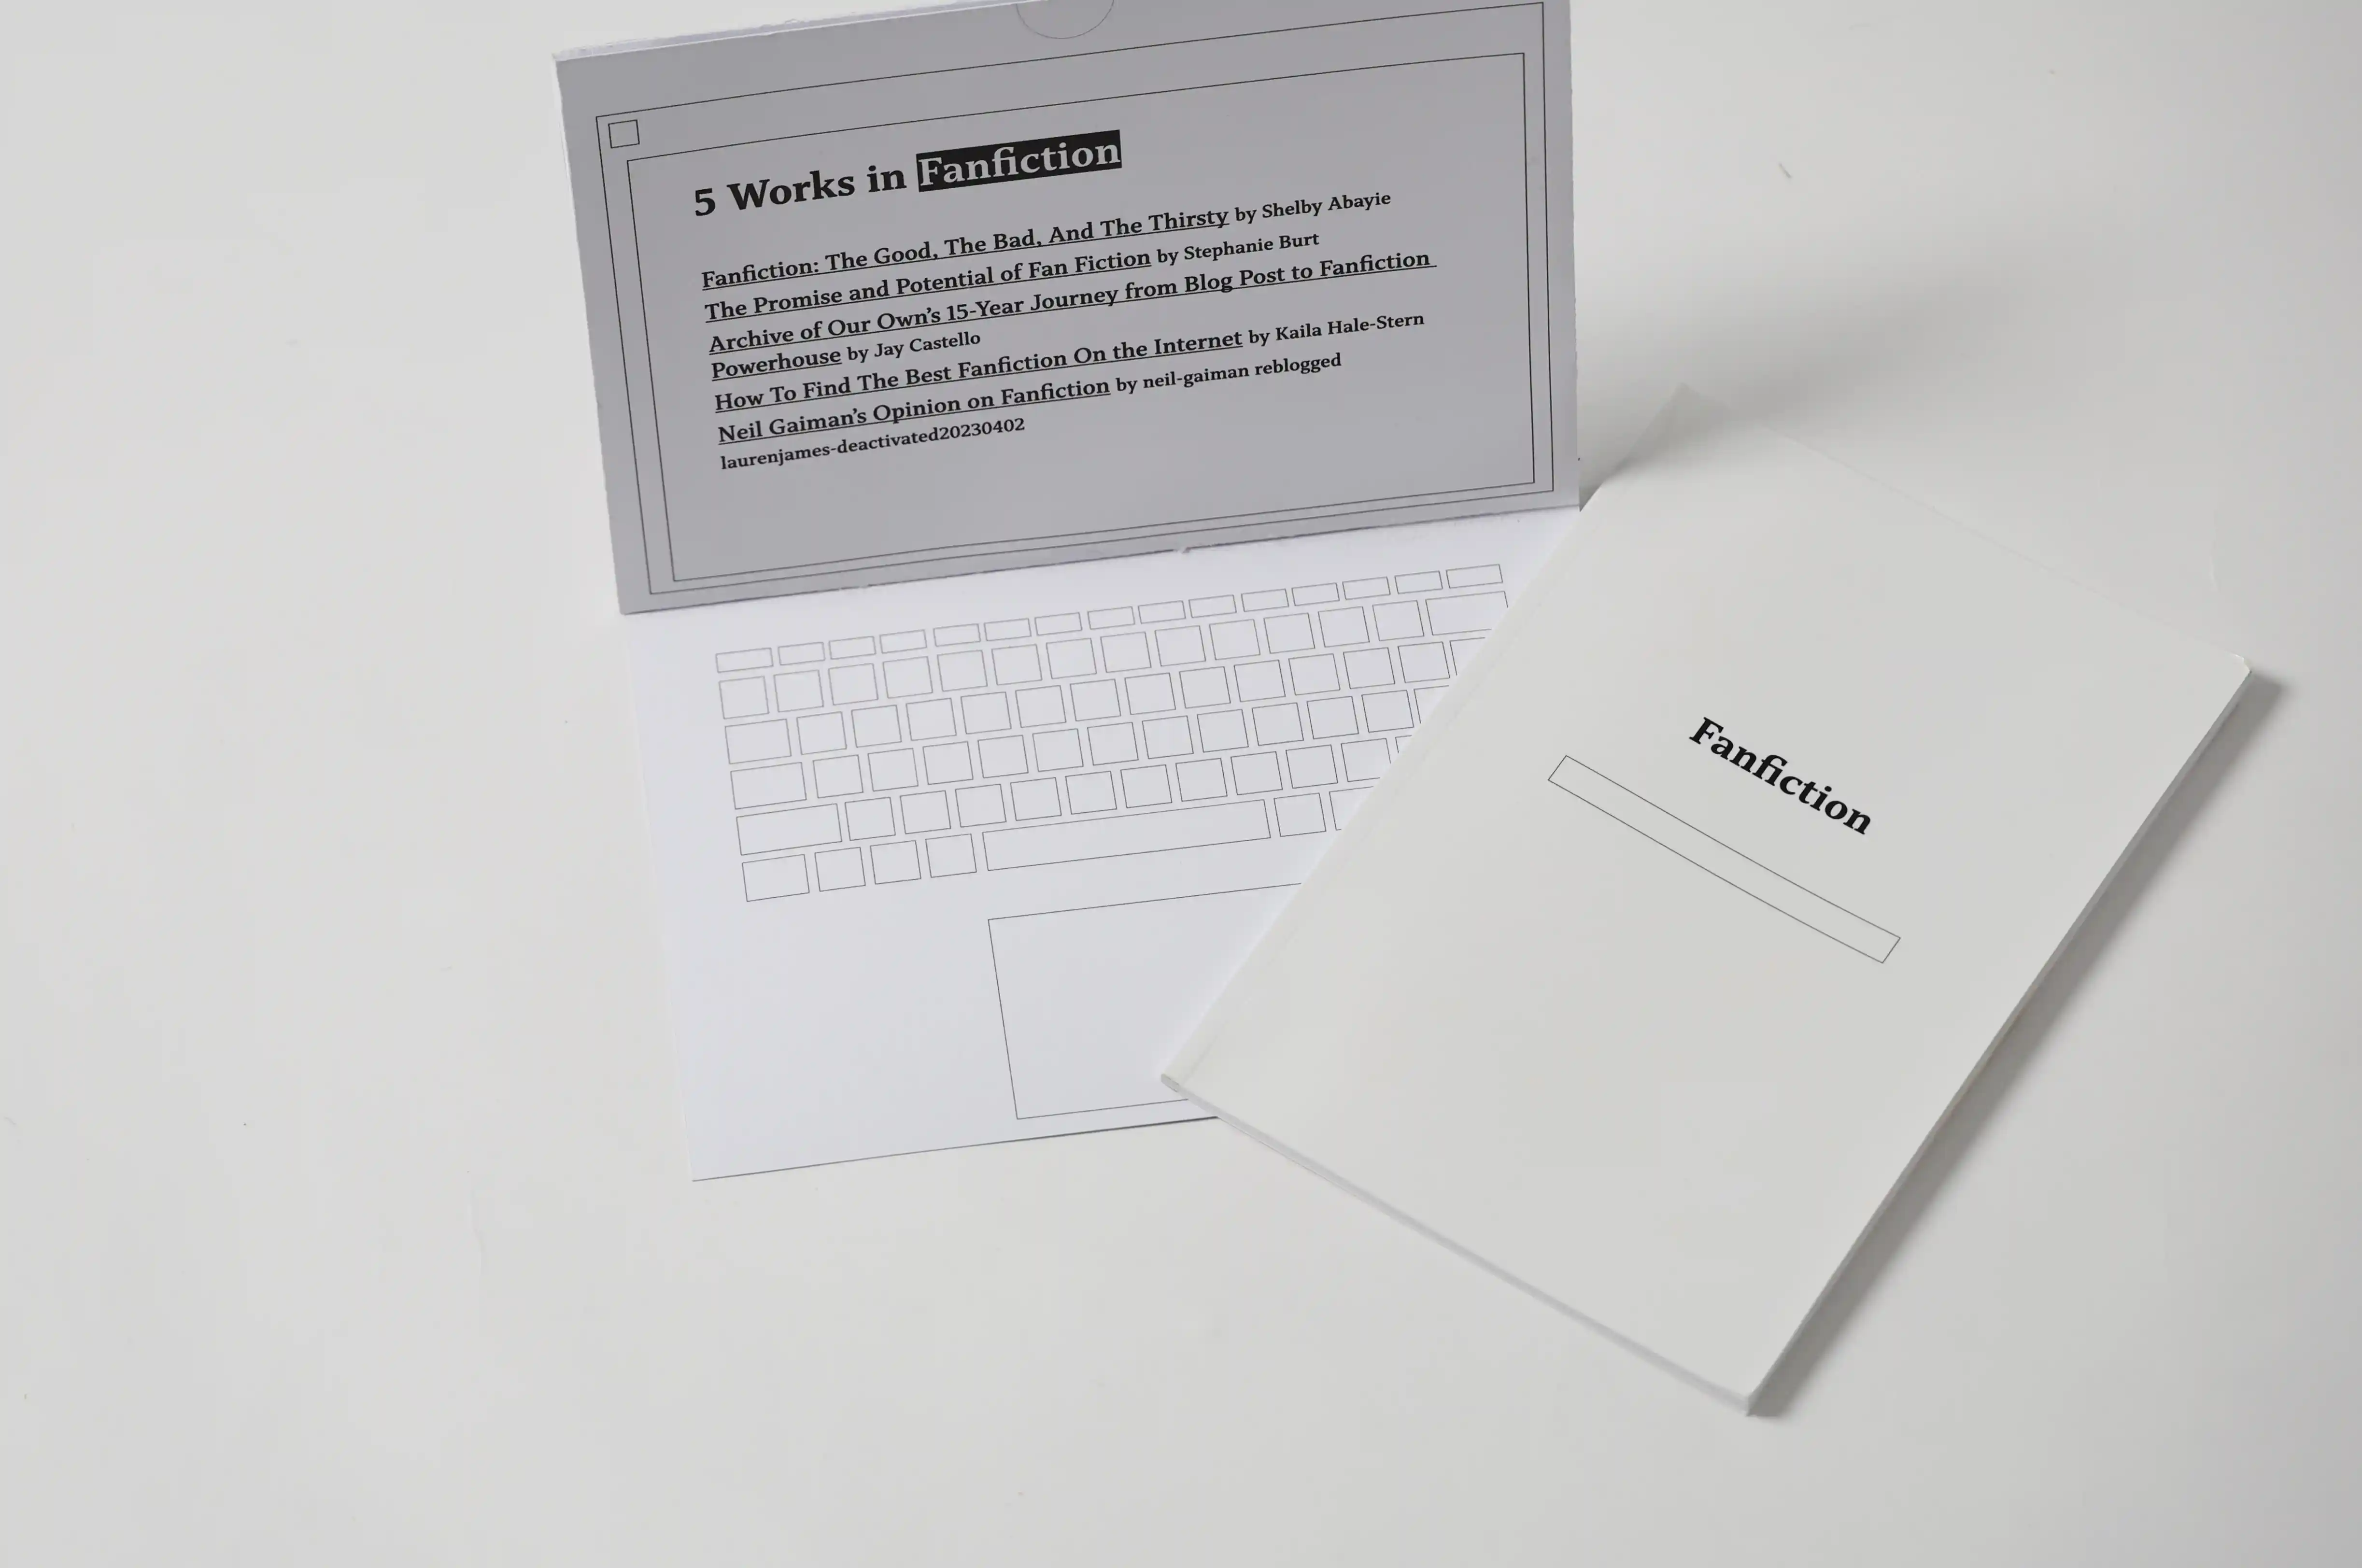 5 Works in Fanfiction
Fanfiction: The Good, The Bad, And The Thirsty by Shelby Abayie
The Promise and Potential of Fan Fiction by Stephanie Burt
Archive of Our Own's 15-Year Journey from Blog Post to Fanfiction
Powerhouse by Jay Castello
How To Find The Best Fanfiction On the Internet by Kaila Hale-Stern
Neil Gaiman's Opinion on Fanfiction by neil-gaiman reblogged
laurenjames-deactivated20230402
Fanfiction